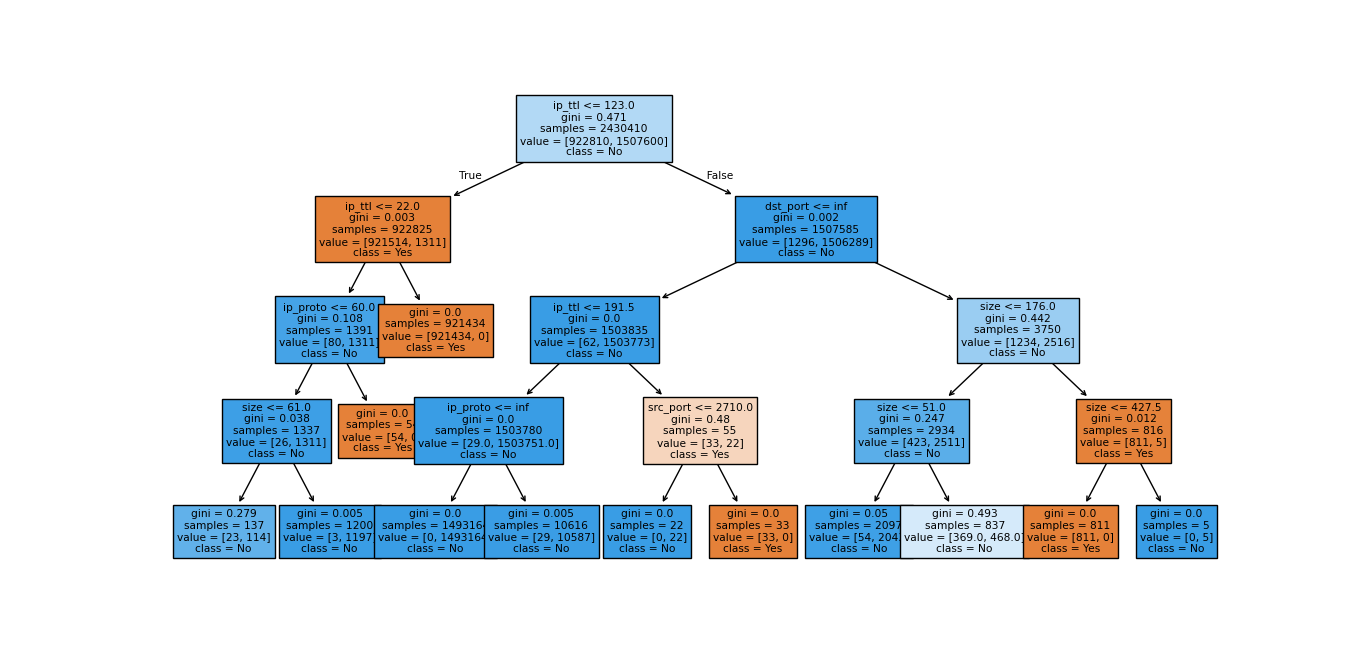 ip_ttl <= 123.0
gini = 0.471
samples = 2430410
value = [922810, 1507600]
class = No
True
False
ip_ttl <= 22.0
gini = 0.003
samples = 922825
value = [921514, 1311]
class = Yes
dst_port <= inf
gini = 0.002
samples = 1507585
value = [1296, 1506289]
class = No
ip_proto <= 60.0
gini = 0.108
samples = 1391
value = [80, 1311]
class = No
gini = 0.0
samples = 921434
value = [921434, 0]
class = Yes
ip_ttl <= 191.5
gini = 0.0
samples = 1503835
value = [62, 1503773]
class = No
size <= 176.0
gini = 0.442
samples = 3750
value = [1234, 2516]
class = No
size <= 61.0
gini = 0.038
samples = 1337
value = [26, 1311]
class = No
gini = 0.0
samples = 54
value = [54, 0
class = Yes
ip_proto <= inf
gini = 0.0
samples = 1503780
value = [29.0, 1503751.0]
class = No
src_port <= 2710.0
gini = 0.48
samples = 55
value = [33, 22]
class = Yes
size <= 51.0
gini = 0.247
samples = 2934
value = [423, 2511]
class = No
size <= 427.5
gini = 0.012
samples = 816
value = [811, 5]
class = Yes
gini = 0.279
samples = 137
value = [23, 114]
class = No
gini = 0.005
samples = 1200
value = [3, 1197]
class = No
gini = 0.0
samples = 1493164
value = [0, 1493164
class = No
gini = 0.005
samples = 10616
value = [29, 10587]
class = No
gini = 0.0
samples = 22
value = [0, 22]
class = No
gini = 0.0
samples = 33
value = [33, 0]
class = Yes
gini = 0.05
samples = 2097
value = [54, 204
class = No
gini = 0.493
samples = 837
value = [369.0, 468.0]
class = No
gini = 0.0
samples = 811
value = [811, 0]
class = Yes
gini = 0.0
samples = 5
value = [0, 5]
class = No